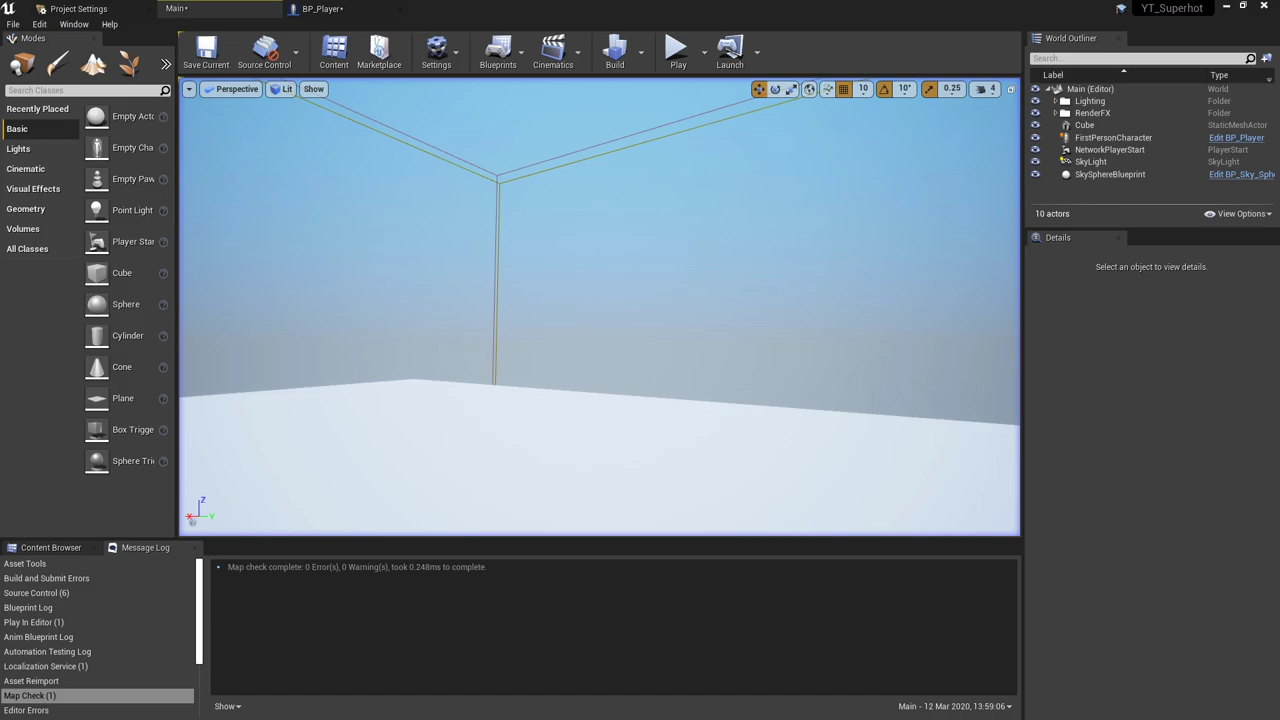 Project Settings
Main*
BP_Player*
YT_Superhot
File Edit Window Help
Modes
Search Classes
Recently Placed
Basic
Lights
Cinematic
Visual Effects
Geometry
Volumes
All Classes
Empty Acto
Empty Cha
Empty Paw
Point Light
Player Star
Cube
Sphere
Cylinder
Cone
Plane
Box Trigge
Sphere Tri
Save Current
Source Control
Content
Marketplace
Settings
Blueprints
Cinematics
Build
Play
Launch
Perspective
Lit
Show
10
10°
0.25
4
Z
X
Y
World Outliner
Search...
Label Type
Main (Editor) World
Lighting Folder
RenderFX Folder
Cube StaticMeshActor
FirstPersonCharacter Edit BP_Player
NetworkPlayerStart PlayerStart
SkyLight SkyLight
SkySphereBlueprint Edit BP_Sky_Sph
10 actors
View Options
Details
Select an object to view details.
Content Browser
Message Log
Asset Tools
Build and Submit Errors
Source Control (6)
Blueprint Log
Play In Editor (1)
Anim Blueprint Log
Automation Testing Log
Localization Service (1)
Asset Reimport
Map Check (1)
Editor Errors
Map check complete: 0 Error(s), 0 Warning(s), took 0.248ms to complete.
Show
Main - 12 Mar 2020, 13:59:06